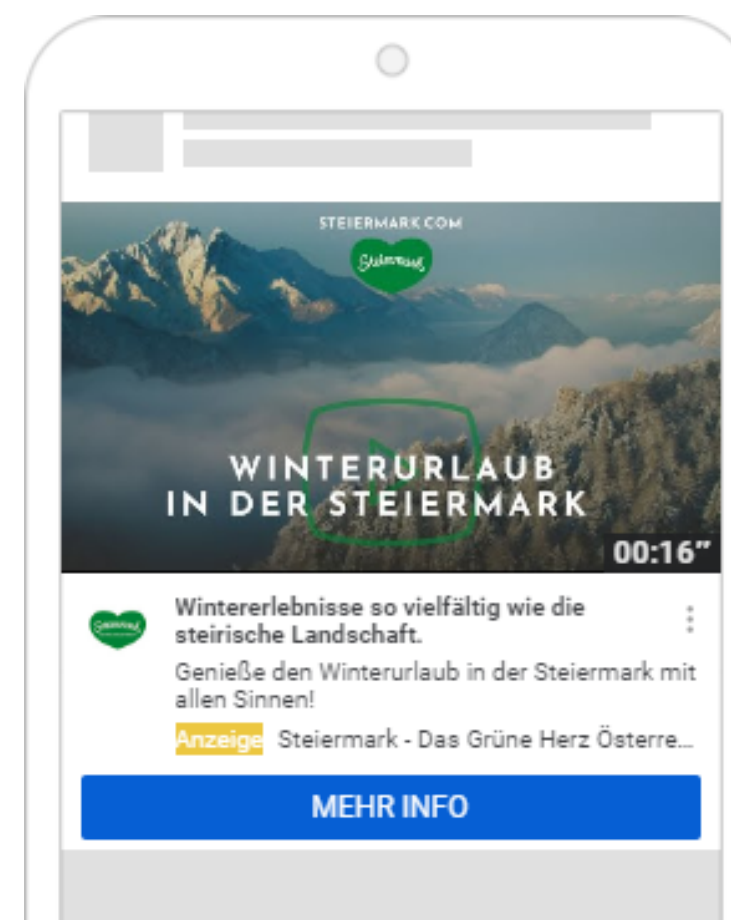 STEIERMARK.COM
Steiermark
WINTERURLAUB
IN DER STEIERMARK
00:16”
Wintererlebnisse so vielfältig wie die
steirische Landschaft.
Genieße den Winterurlaub in der Steiermark mit
allen Sinnen!
Anzeige Steiermark - Das Grüne Herz Österre...
MEHR INFO